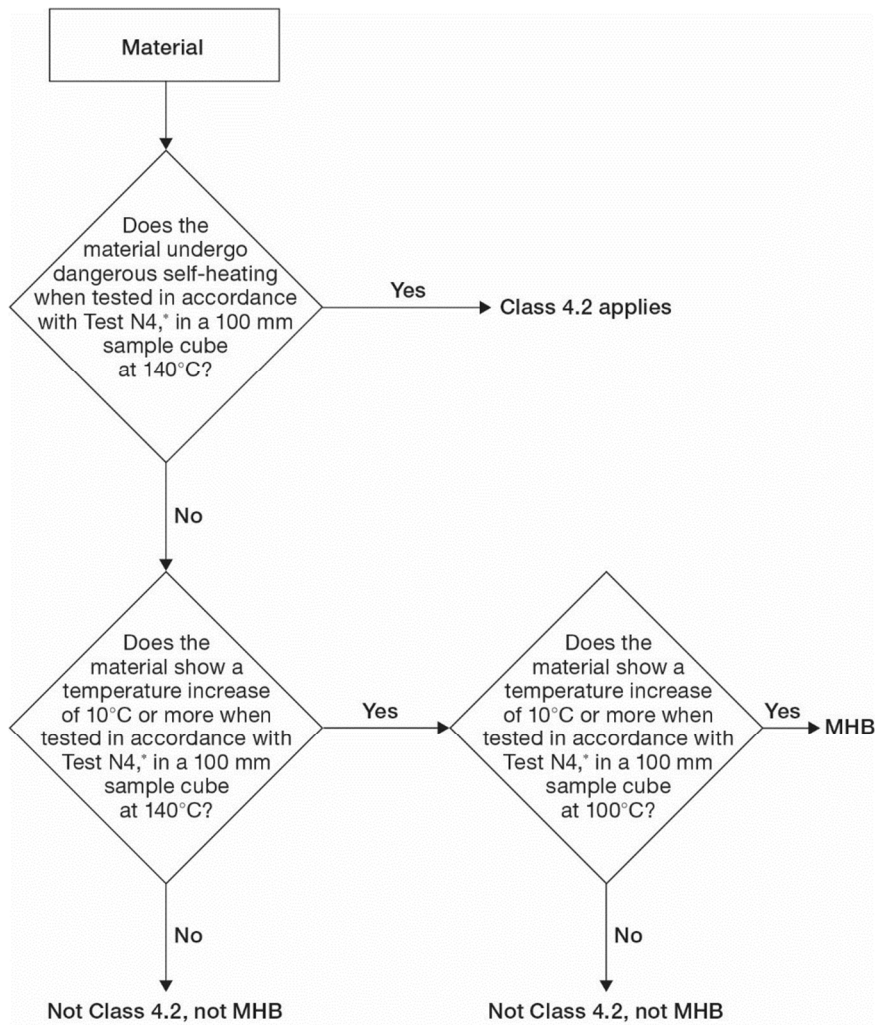 Material
Does the
material undergo
dangerous self-heating
when tested in accordance
with Test N4,* in a 100 mm
sample cube
at 140°C?
Yes
Class 4.2 applies
No
Does the
material show a
temperature increase
of 10°C or more when
tested in accordance with
Test N4,* in a 100 mm
sample cube
at 140°C?
Yes
Does the
material show a
temperature increase
of 10°C or more when
tested in accordance with
Test N4,* in a 100 mm
sample cube
at 100°C?
Yes
MHB
No
No
Not Class 4.2, not MHB
Not Class 4.2, not MHB